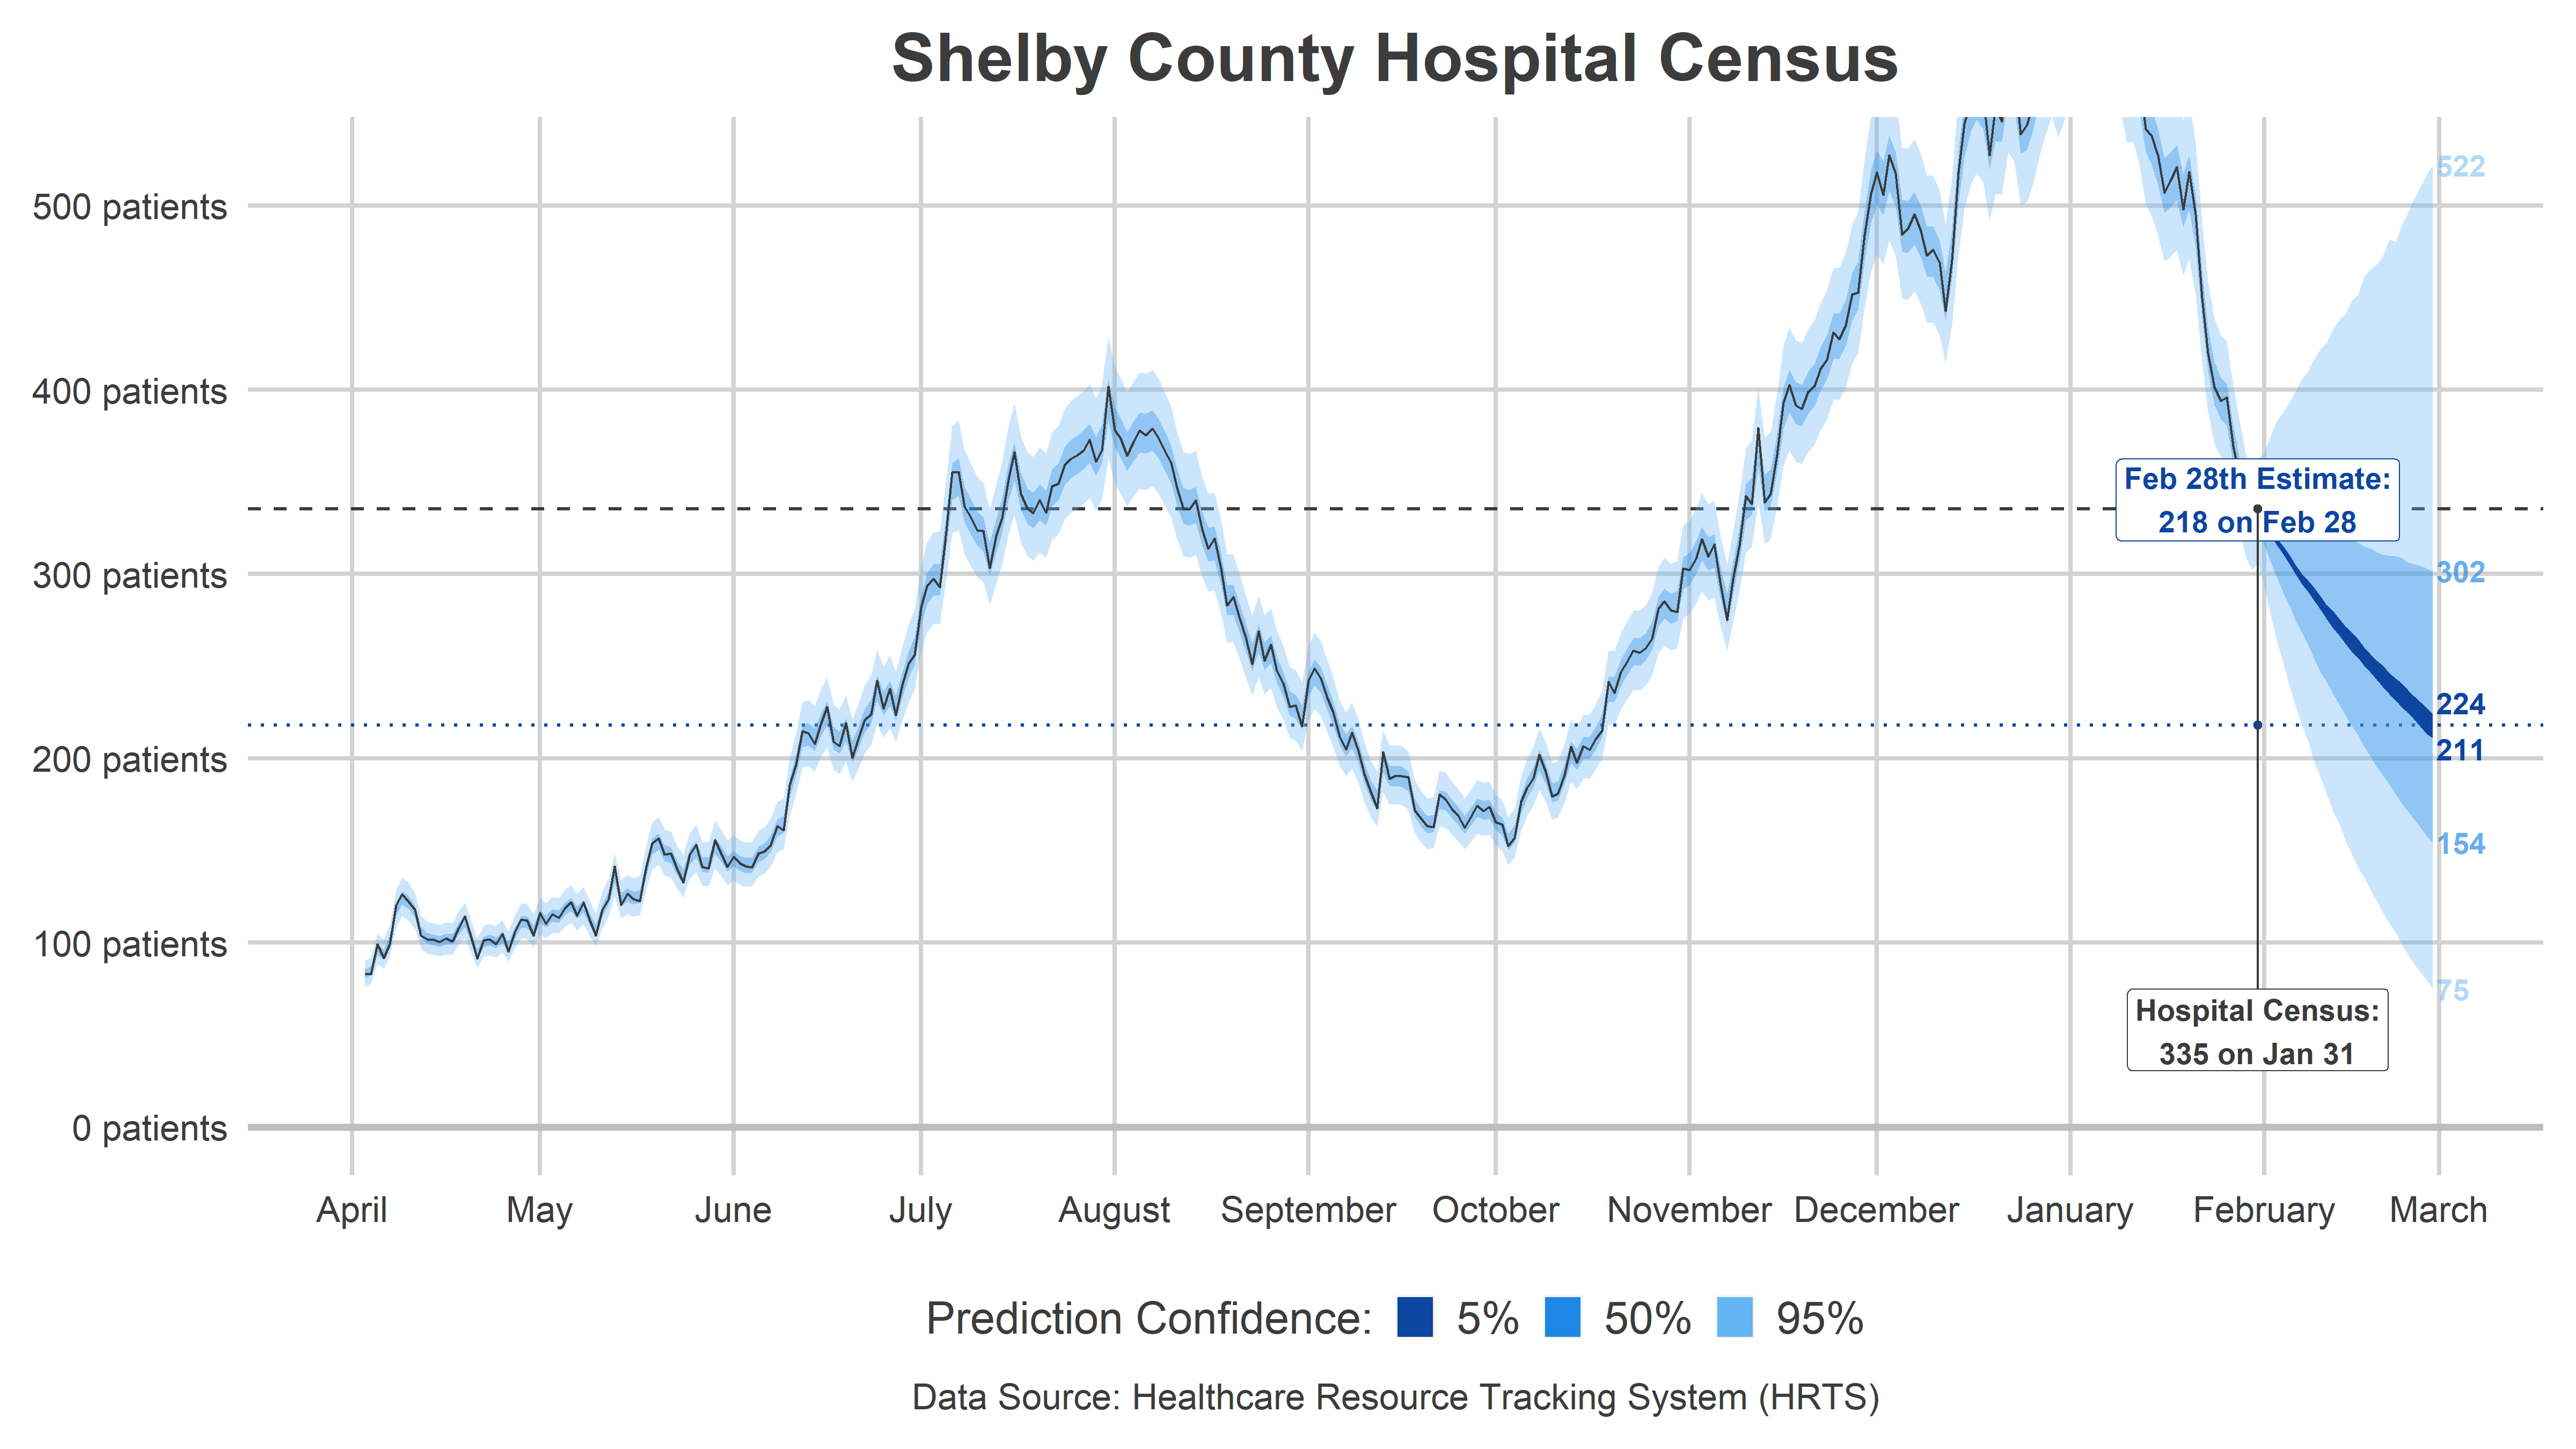 Shelby County Hospital Census
500 patients
400 patients
300 patients
200 patients
100 patients
0 patients
522
Feb 28th Estimate:
218 on Feb 28
302
224
211
154
75
Hospital Census:
335 on Jan 31
April May June July August September October November December January February March
Prediction Confidence: 5% 50% 95%
Data Source: Healthcare Resource Tracking System (HRTS)